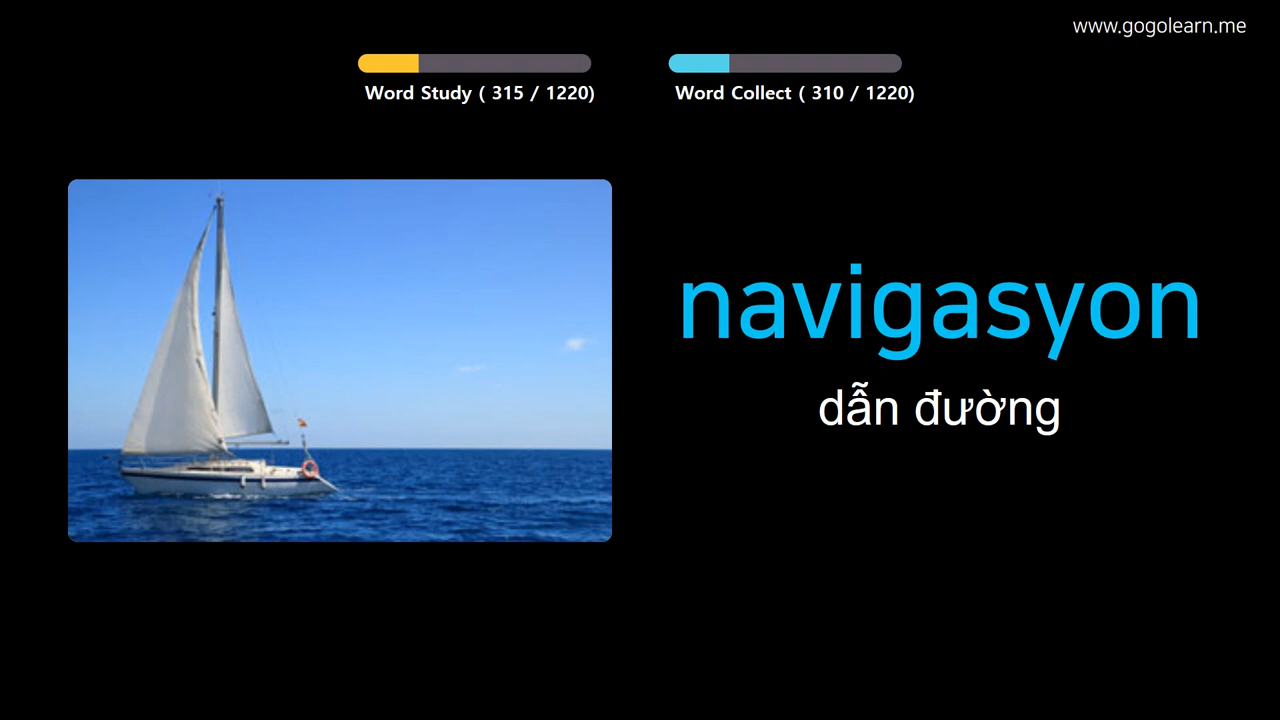 www.gogolearn.me
Word Study ( 315 / 1220)
Word Collect ( 310 / 1220)
navigasyon
dẫn đường